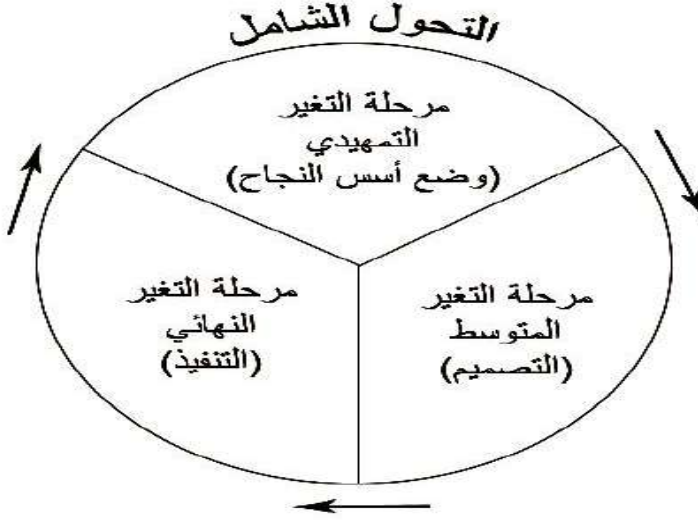 التحول الشامل
مرحلة التغير
التمهيدي
(وضع أسس النجاح)
مرحلة التغير
المتوسط
(التصميم)
مرحلة التغير
النهائي
(التنفيذ)